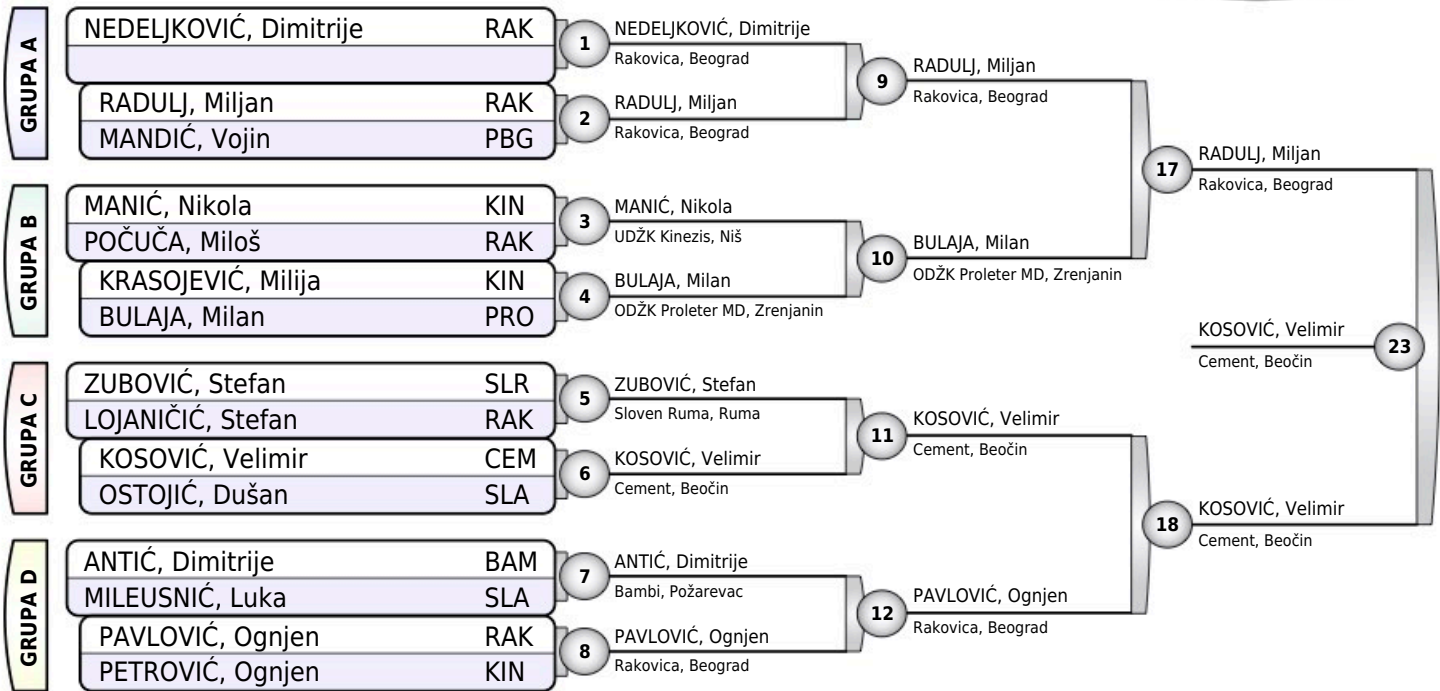 GRUPA A
NEDELJKOVIĆ, Dimitrije RAK
RADULJ, Miljan RAK
MANDIĆ, Vojin PBG
1
NEDELJKOVIĆ, Dimitrije
Rakovica, Beograd
2
RADULJ, Miljan
Rakovica, Beograd
9
RADULJ, Miljan
Rakovica, Beograd
GRUPA B
MANIĆ, Nikola KIN
POČUČA, Miloš RAK
KRASOJEVIĆ, Milija KIN
BULAJA, Milan PRO
3
MANIĆ, Nikola
UDŽK Kinezis, Niš
4
BULAJA, Milan
ODŽK Proleter MD, Zrenjanin
10
BULAJA, Milan
ODŽK Proleter MD, Zrenjanin
17
RADULJ, Miljan
Rakovica, Beograd
GRUPA C
ZUBOVIĆ, Stefan SLR
LOJANIČIĆ, Stefan RAK
KOSOVIĆ, Velimir CEM
OSTOJIĆ, Dušan SLA
5
ZUBOVIĆ, Stefan
Sloven Ruma, Ruma
6
KOSOVIĆ, Velimir
Cement, Beočin
11
KOSOVIĆ, Velimir
Cement, Beočin
GRUPA D
ANTIĆ, Dimitrije BAM
MILEUSNIĆ, Luka SLA
PAVLOVIĆ, Ognjen RAK
PETROVIĆ, Ognjen KIN
7
ANTIĆ, Dimitrije
Bambi, Požarevac
8
PAVLOVIĆ, Ognjen
Rakovica, Beograd
12
PAVLOVIĆ, Ognjen
Rakovica, Beograd
18
KOSOVIĆ, Velimir
Cement, Beočin
KOSOVIĆ, Velimir
Cement, Beočin
23